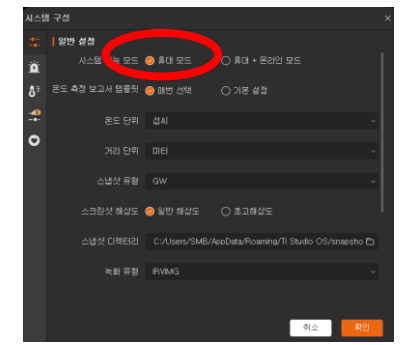 시스템 구성
일반 설정
시스템 기능 모드 휴대 모드 휴대 + 온라인 모드
온도 측정 보고서 템플릿 매번 선택 기본 설정
온도 단위 섭씨
거리 단위 미터
스냅샷 유형 GW
스크린샷 해상도 일반 해상도 초고해상도
스냅샷 디렉터리 C:/Users/SMB/AppData/Roaming/TI Studio OS/snapsho
녹화 유형 IRVIMG
취소 확인